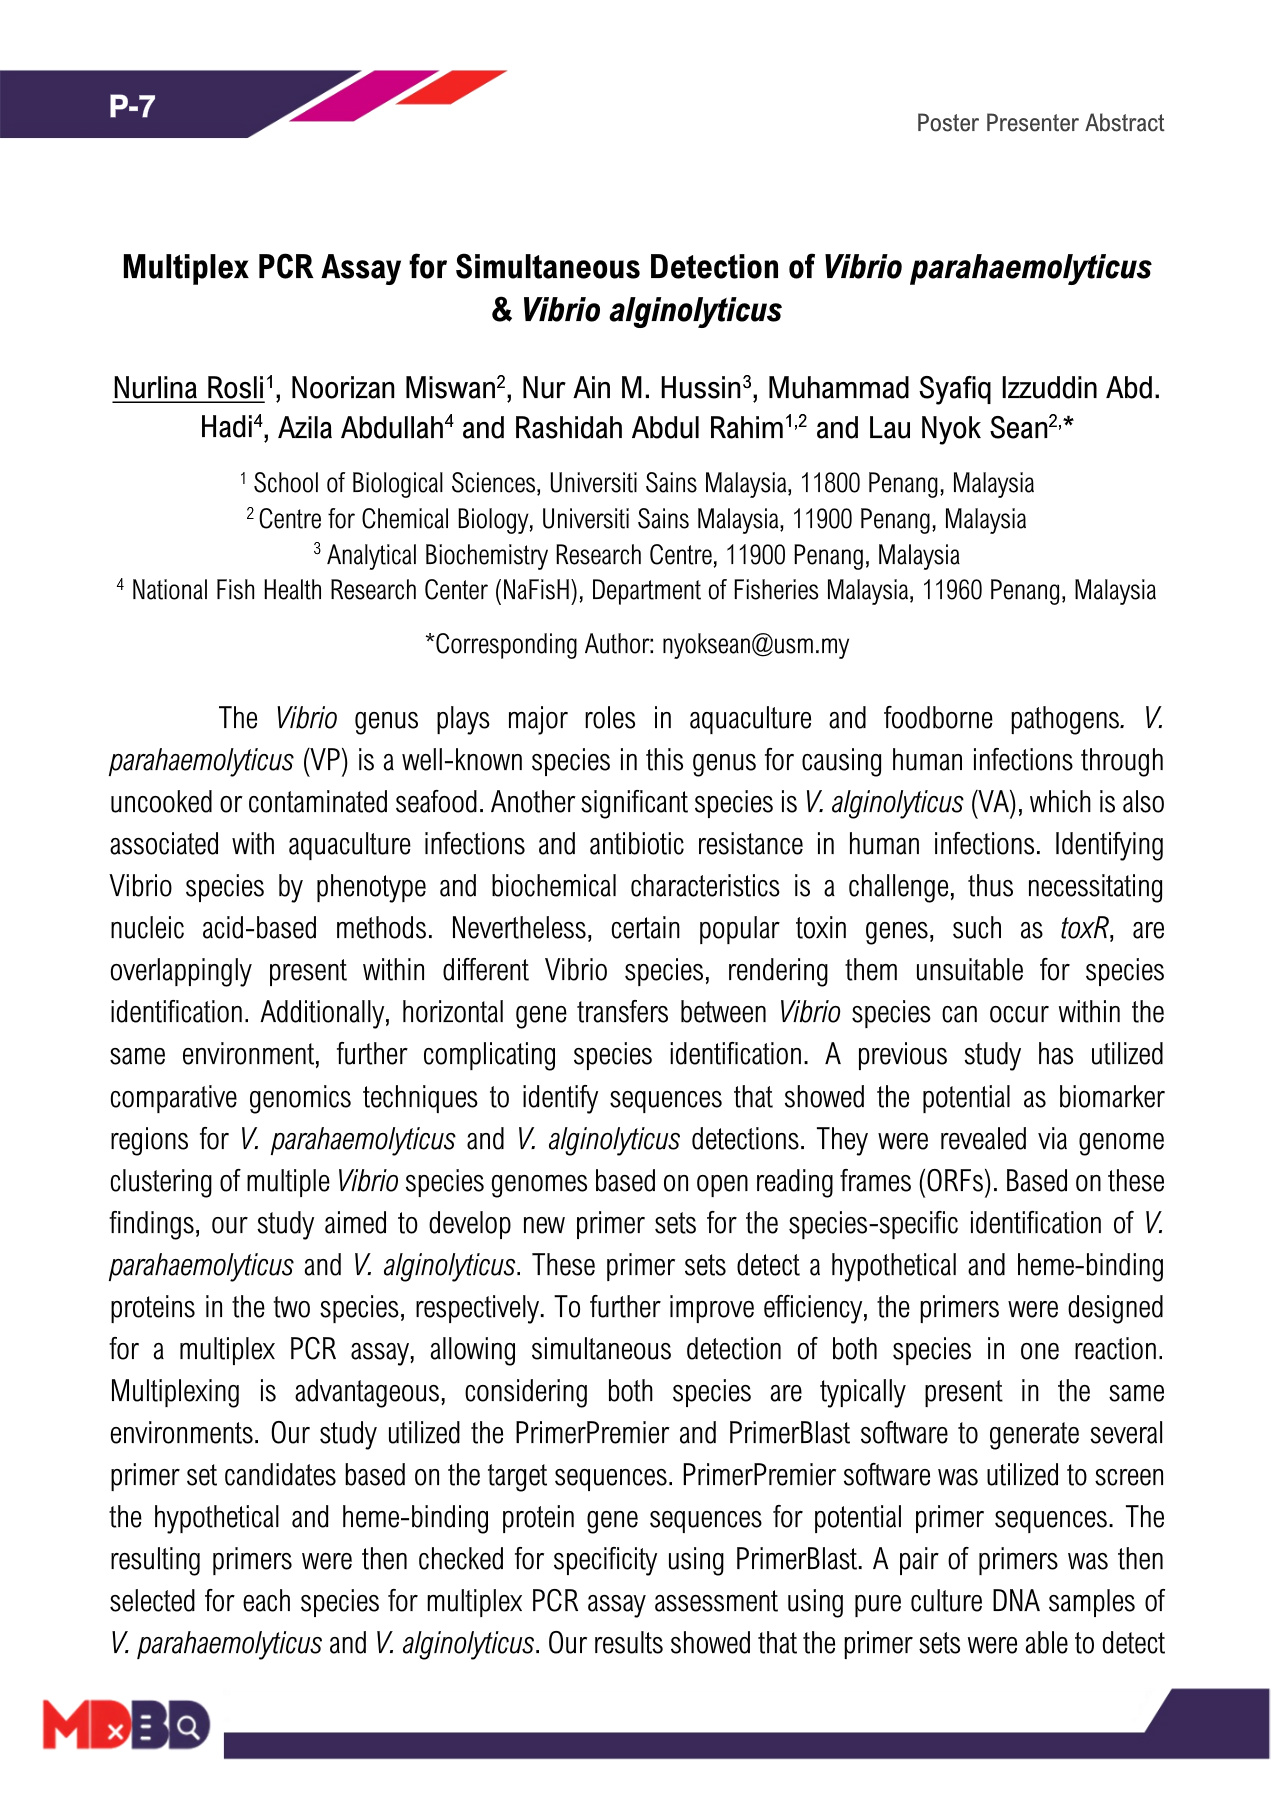 P-7
Poster Presenter Abstract
Multiplex PCR Assay for Simultaneous Detection of Vibrio parahaemolyticus
& Vibrio alginolyticus
Nurlina Rosli1, Noorizan Miswan2, Nur Ain M. Hussin3, Muhammad Syafiq Izzuddin Abd.
Hadi4, Azila Abdullah4 and Rashidah Abdul Rahim1,2 and Lau Nyok Sean2,*
1 School of Biological Sciences, Universiti Sains Malaysia, 11800 Penang, Malaysia
2 Centre for Chemical Biology, Universiti Sains Malaysia, 11900 Penang, Malaysia
3 Analytical Biochemistry Research Centre, 11900 Penang, Malaysia
4 National Fish Health Research Center (NaFisH), Department of Fisheries Malaysia, 11960 Penang, Malaysia
*Corresponding Author: nyoksean@usm.my
The Vibrio genus plays major roles in aquaculture and foodborne pathogens. V.
parahaemolyticus (VP) is a well-known species in this genus for causing human infections through
uncooked or contaminated seafood. Another significant species is V. alginolyticus (VA), which is also
associated with aquaculture infections and antibiotic resistance in human infections. Identifying
Vibrio species by phenotype and biochemical characteristics is a challenge, thus necessitating
nucleic acid-based methods. Nevertheless, certain popular toxin genes, such as toxR, are
overlappingly present within different Vibrio species, rendering them unsuitable for species
identification. Additionally, horizontal gene transfers between Vibrio species can occur within the
same environment, further complicating species identification. A previous study has utilized
comparative genomics techniques to identify sequences that showed the potential as biomarker
regions for V. parahaemolyticus and V. alginolyticus detections. They were revealed via genome
clustering of multiple Vibrio species genomes based on open reading frames (ORFs). Based on these
findings, our study aimed to develop new primer sets for the species-specific identification of V.
parahaemolyticus and V. alginolyticus. These primer sets detect a hypothetical and heme-binding
proteins in the two species, respectively. To further improve efficiency, the primers were designed
for a multiplex PCR assay, allowing simultaneous detection of both species in one reaction.
Multiplexing is advantageous, considering both species are typically present in the same
environments. Our study utilized the PrimerPremier and PrimerBlast software to generate several
primer set candidates based on the target sequences. PrimerPremier software was utilized to screen
the hypothetical and heme-binding protein gene sequences for potential primer sequences. The
resulting primers were then checked for specificity using PrimerBlast. A pair of primers was then
selected for each species for multiplex PCR assay assessment using pure culture DNA samples of
V. parahaemolyticus and V. alginolyticus. Our results showed that the primer sets were able to detect
MDxBD